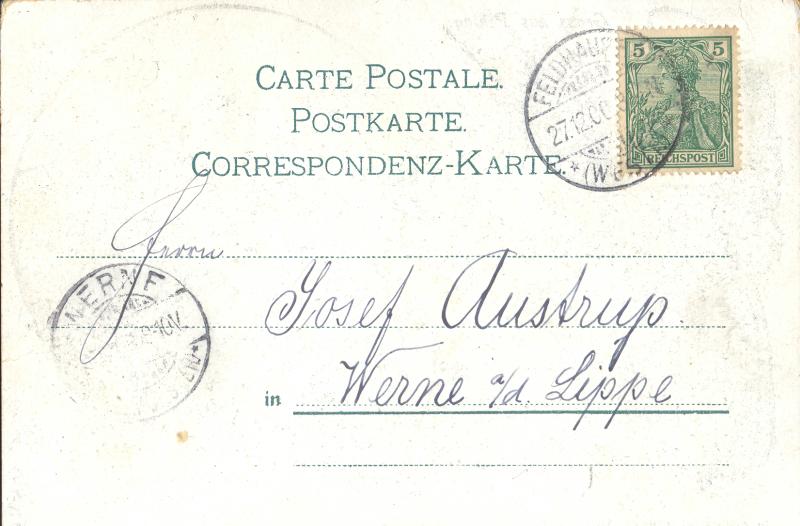 CARTE POSTALE.
POSTKARTE.
CORRESPONDENZ-KARTE.
5 5
REICHSPOST
27.12.00
Herrn
Josef Austrup.
WERNE
in Werne a/d. Lippe